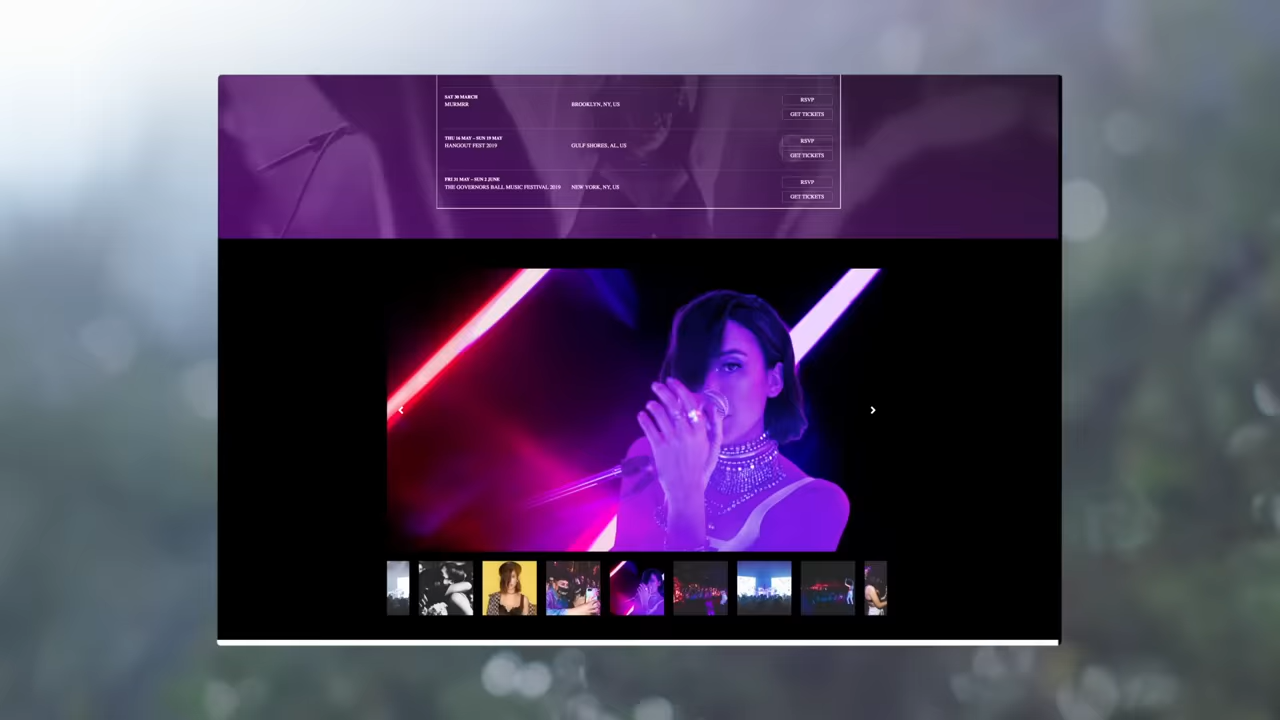 SAT 30 MARCH
MURMRR
BROOKLYN, NY, US
RSVP
GET TICKETS
THU 16 MAY – SUN 19 MAY
HANGOUT FEST 2019
GULF SHORES, AL, US
RSVP
GET TICKETS
FRI 31 MAY – SUN 2 JUNE
THE GOVERNORS BALL MUSIC FESTIVAL 2019
NEW YORK, NY, US
RSVP
GET TICKETS